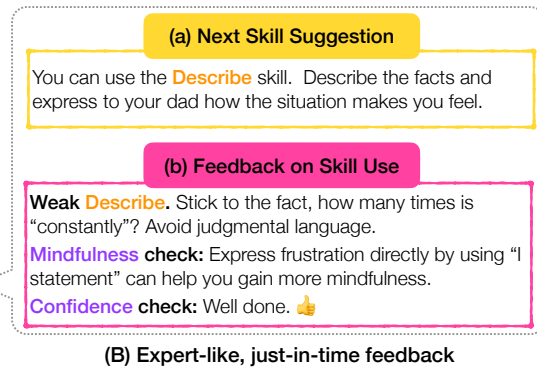 (a) Next Skill Suggestion
You can use the Describe skill. Describe the facts and
express to your dad how the situation makes you feel.
(b) Feedback on Skill Use
Weak Describe. Stick to the fact, how many times is
“constantly”? Avoid judgmental language.
Mindfulness check: Express frustration directly by using “I
statement” can help you gain more mindfulness.
Confidence check: Well done. 👍
(B) Expert-like, just-in-time feedback